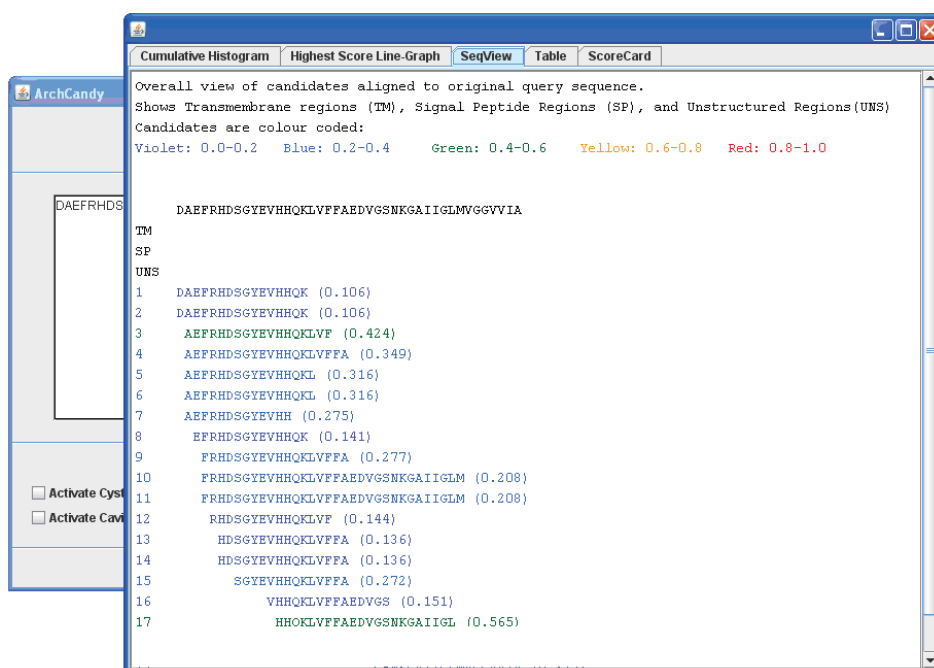 Cumulative Histogram Highest Score Line-Graph SeqView Table ScoreCard
ArchCandy
Overall view of candidates aligned to original query sequence.
Shows Transmembrane regions (TM), Signal Peptide Regions (SP), and Unstructured Regions(UNS)
Candidates are colour coded:
Violet: 0.0-0.2 Blue: 0.2-0.4 Green: 0.4-0.6 Yellow: 0.6-0.8 Red: 0.8-1.0
DAEFRHDS
DAEFRHDSGYEVHHQKLVFFAEDVGSNKGAIIGLMVGGVVIA
TM
SP
UNS
1 DAEFRHDSGYEVHHQK (0.106)
2 DAEFRHDSGYEVHHQK (0.106)
3 AEFRHDSGYEVHHQKLVF (0.424)
4 AEFRHDSGYEVHHQKLVFFA (0.349)
5 AEFRHDSGYEVHHQKL (0.316)
6 AEFRHDSGYEVHHQKL (0.316)
7 AEFRHDSGYEVHH (0.275)
8 EFRHDSGYEVHHQK (0.141)
9 FRHDSGYEVHHQKLVFFA (0.277)
10 FRHDSGYEVHHQKLVFFAEDVGSNKGAIIGLM (0.208)
11 FRHDSGYEVHHQKLVFFAEDVGSNKGAIIGLM (0.208)
12 RHDSGYEVHHQKLVF (0.144)
13 HDSGYEVHHQKLVFFA (0.136)
14 HDSGYEVHHQKLVFFA (0.136)
15 SGYEVHHQKLVFFA (0.272)
16 VHHQKLVFFAEDVGS (0.151)
17 HHQKLVFFAEDVGSNKGAIIGL (0.565)
Activate Cyst
Activate Cavi